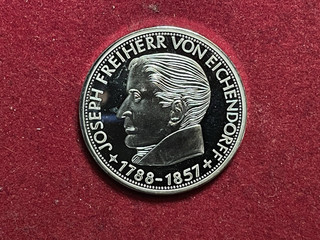 JOSEPH FREIHERR VON EICHENDORFF
+ 1788-1857 +